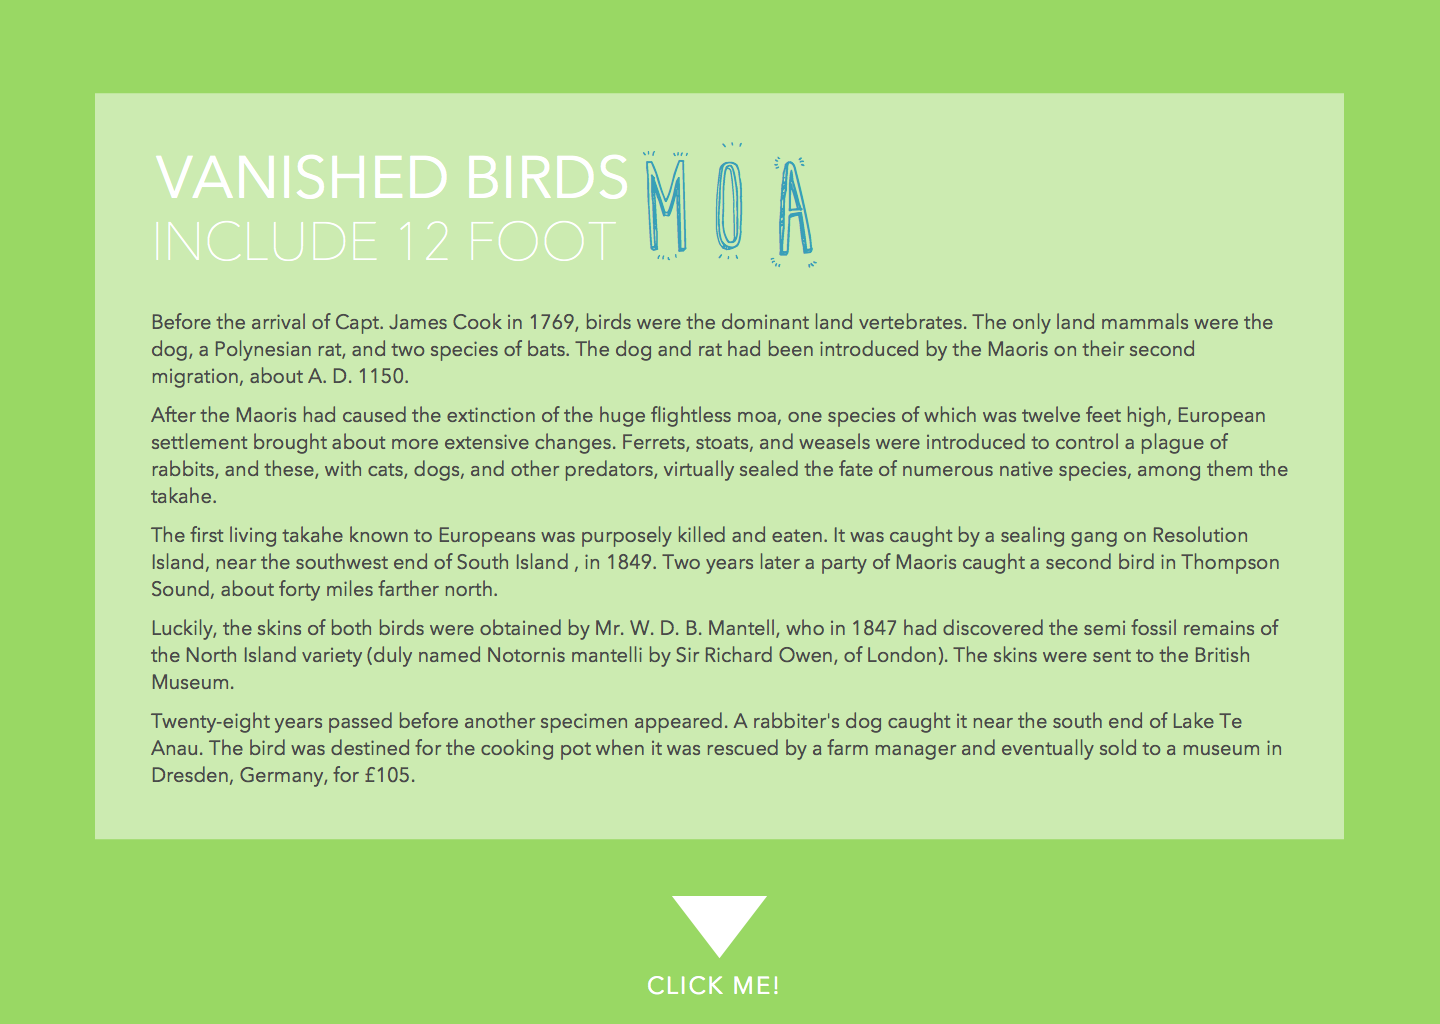 VANISHED BIRDS
INCLUDE 12 FOOT MOA
Before the arrival of Capt. James Cook in 1769, birds were the dominant land vertebrates. The only land mammals were the
dog, a Polynesian rat, and two species of bats. The dog and rat had been introduced by the Maoris on their second
migration, about A. D. 1150.
After the Maoris had caused the extinction of the huge flightless moa, one species of which was twelve feet high, European
settlement brought about more extensive changes. Ferrets, stoats, and weasels were introduced to control a plague of
rabbits, and these, with cats, dogs, and other predators, virtually sealed the fate of numerous native species, among them the
takahe.
The first living takahe known to Europeans was purposely killed and eaten. It was caught by a sealing gang on Resolution
Island, near the southwest end of South Island , in 1849. Two years later a party of Maoris caught a second bird in Thompson
Sound, about forty miles farther north.
Luckily, the skins of both birds were obtained by Mr. W. D. B. Mantell, who in 1847 had discovered the semi fossil remains of
the North Island variety (duly named Notornis mantelli by Sir Richard Owen, of London). The skins were sent to the British
Museum.
Twenty-eight years passed before another specimen appeared. A rabbiter's dog caught it near the south end of Lake Te
Anau. The bird was destined for the cooking pot when it was rescued by a farm manager and eventually sold to a museum in
Dresden, Germany, for £105.
CLICK ME!